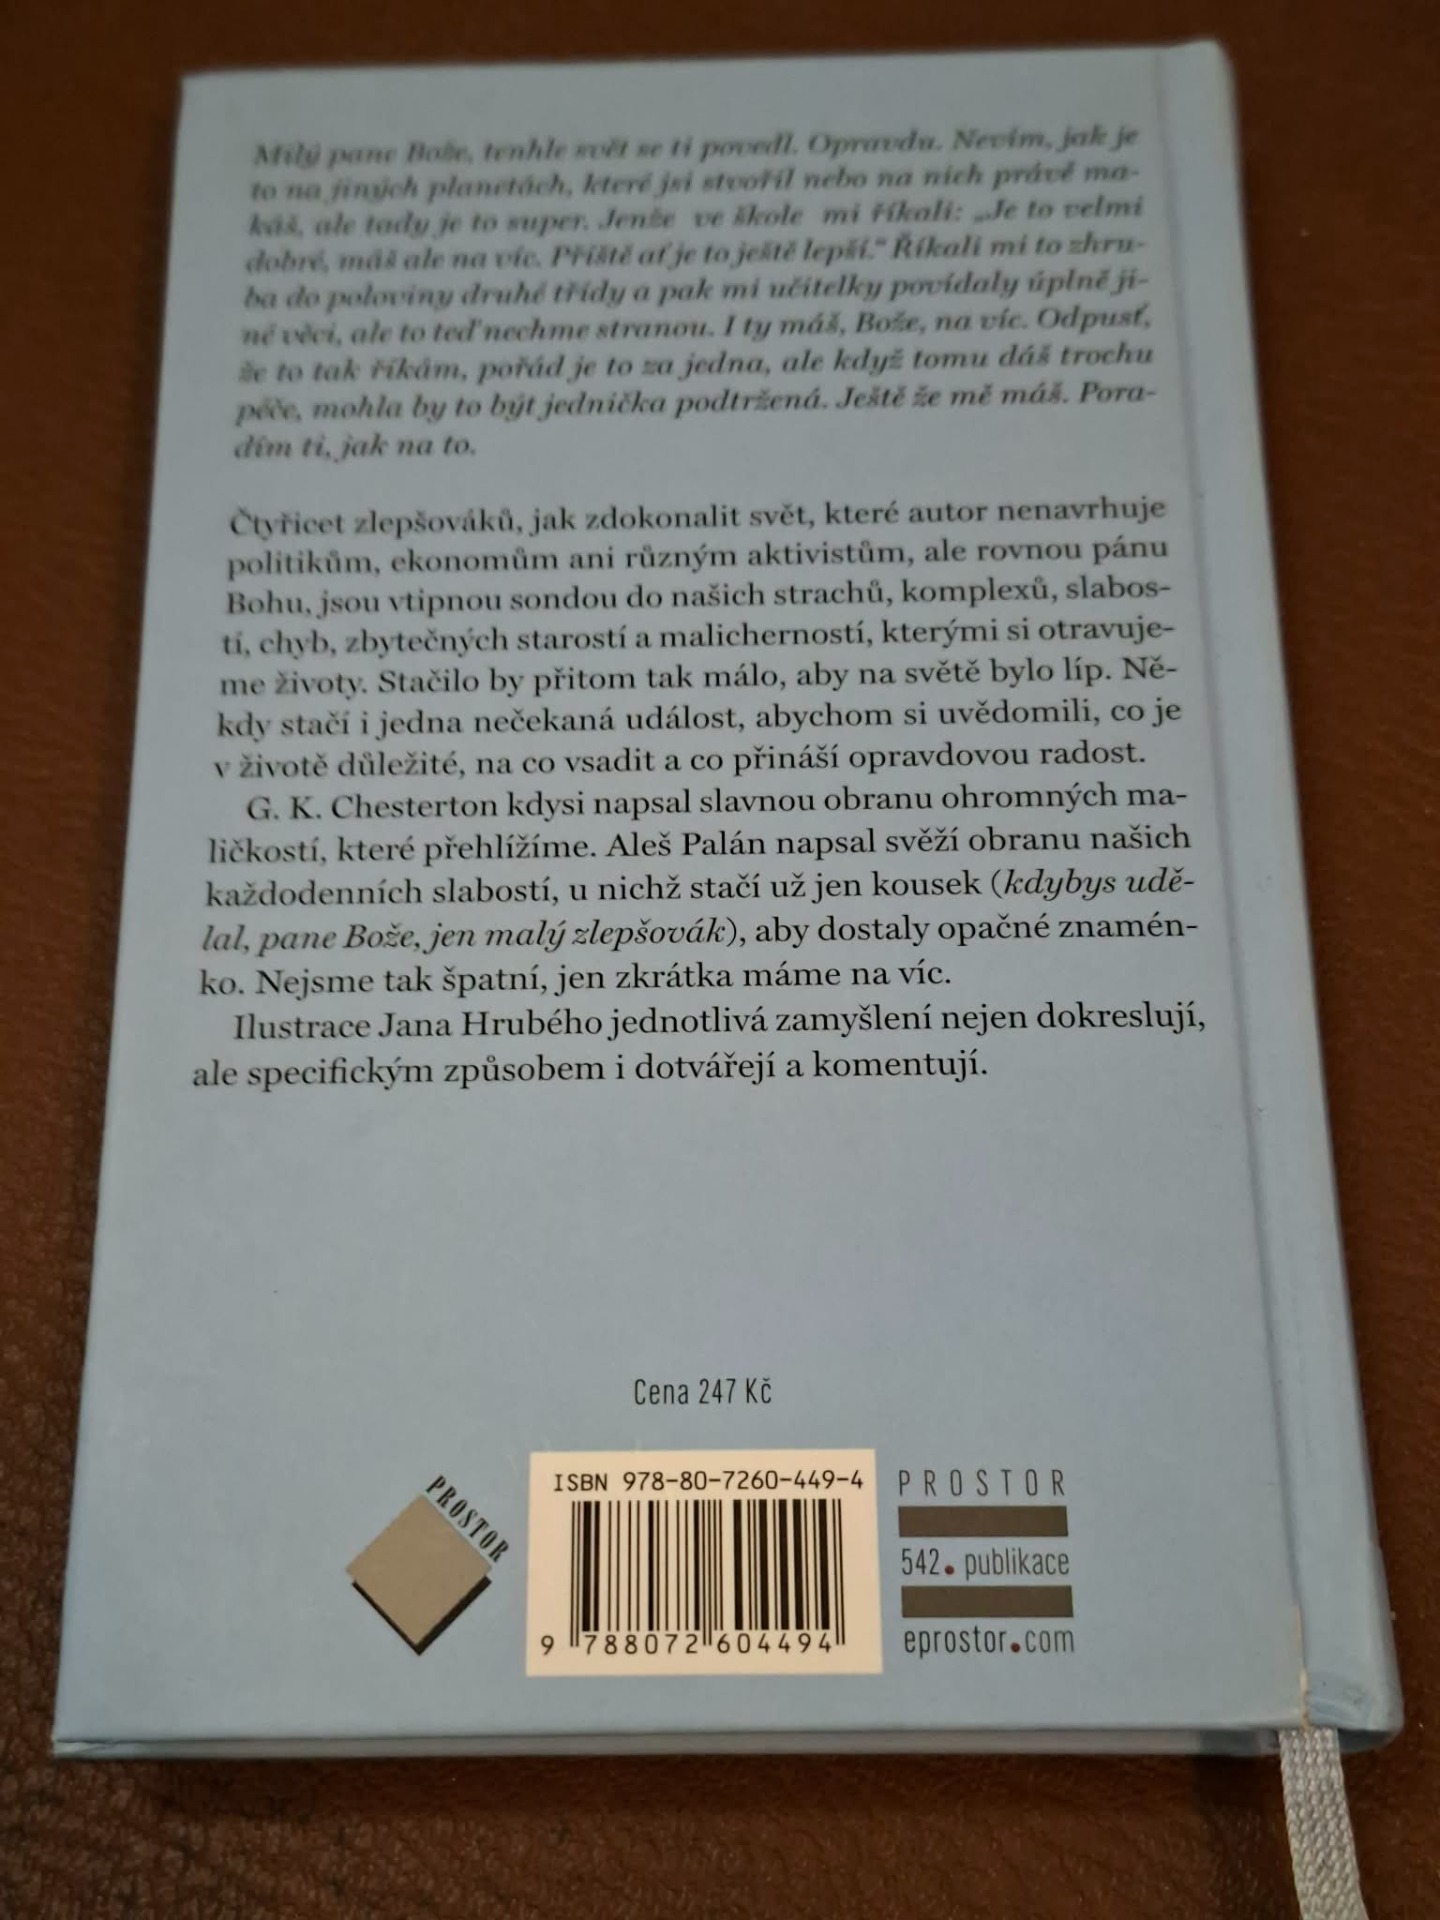 Milý pane Bože, tenhle svět se ti povedl. Opravdu. Nevím, jak je
to na jiných planetách, které jsi stvořil nebo na nich právě ma-
káš, ale tady je to super. Jenže ve škole mi říkali: „Je to velmi
dobré, máš ale na víc. Příště ať je to ještě lepší.“ Říkali mi to zhru-
ba do poloviny druhé třídy a pak mi učitelky povídaly úplně ji-
né věci, ale to teď nechme stranou. I ty máš, Bože, na víc. Odpusť,
že to tak říkám, pořád je to za jedna, ale když tomu dáš trochu
péče, mohla by to být jednička podtržená. Ještě že mě máš. Pora-
dím ti, jak na to.
Čtyřicet zlepšováků, jak zdokonalit svět, které autor nenavrhuje
politikům, ekonomům ani různým aktivistům, ale rovnou pánu
Bohu, jsou vtipnou sondou do našich strachů, komplexů, slabos-
tí, chyb, zbytečných starostí a malicherností, kterými si otravuje-
me životy. Stačilo by přitom tak málo, aby na světě bylo líp. Ně-
kdy stačí i jedna nečekaná událost, abychom si uvědomili, co je
v životě důležité, na co vsadit a co přináší opravdovou radost.
G. K. Chesterton kdysi napsal slavnou obranu ohromných ma-
ličkostí, které přehlížíme. Aleš Palán napsal svěží obranu našich
každodenních slabostí, u nichž stačí už jen kousek (kdybys udě-
lal, pane Bože, jen malý zlepšovák), aby dostaly opačné znamén-
ko. Nejsme tak špatní, jen zkrátka máme na víc.
Ilustrace Jana Hrubého jednotlivá zamyšlení nejen dokreslují,
ale specifickým způsobem i dotvářejí a komentují.
Cena 247 Kč
PROSTOR
ISBN 978-80-7260-449-4
9 788072 604494
PROSTOR
542. publikace
eprostor.com